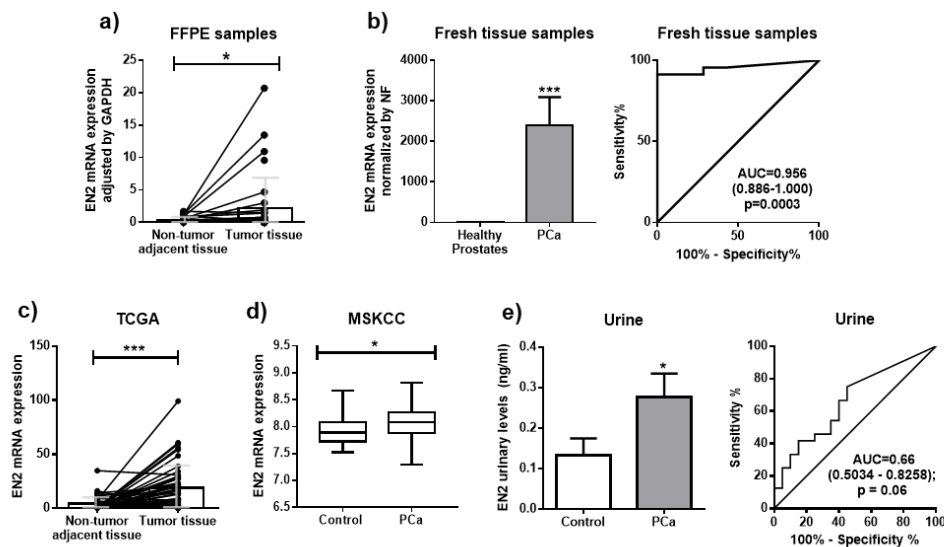 a)
FFPE samples
*
EN2 mRNA expression
adjusted by GAPDH
25
20
15
10
5
0
Non-tumor
adjacent tissue
Tumor tissue
b)
Fresh tissue samples
EN2 mRNA expression
normalized by NF
4000
3000
2000
1000
0
***
Healthy
Prostates
PCa
Fresh tissue samples
Sensitivity%
100
50
0
0
50
100
AUC=0.956
(0.886-1.000)
p=0.0003
100% - Specificity%
c)
TCGA
***
EN2 mRNA expression
150
100
50
0
Non-tumor
adjacent tissue
Tumor tissue
d)
MSKCC
*
EN2 mRNA expression
9.5
9.0
8.5
8.0
7.5
7.0
6.5
Control
PCa
e)
Urine
EN2 urinary levels (ng/ml)
0.4
0.3
0.2
0.1
0.0
*
Control
PCa
Urine
Sensitivity %
100
80
60
40
20
0
0
20
40
60
80
100
AUC=0.66
(0.5034 - 0.8258);
p = 0.06
100% - Specificity %